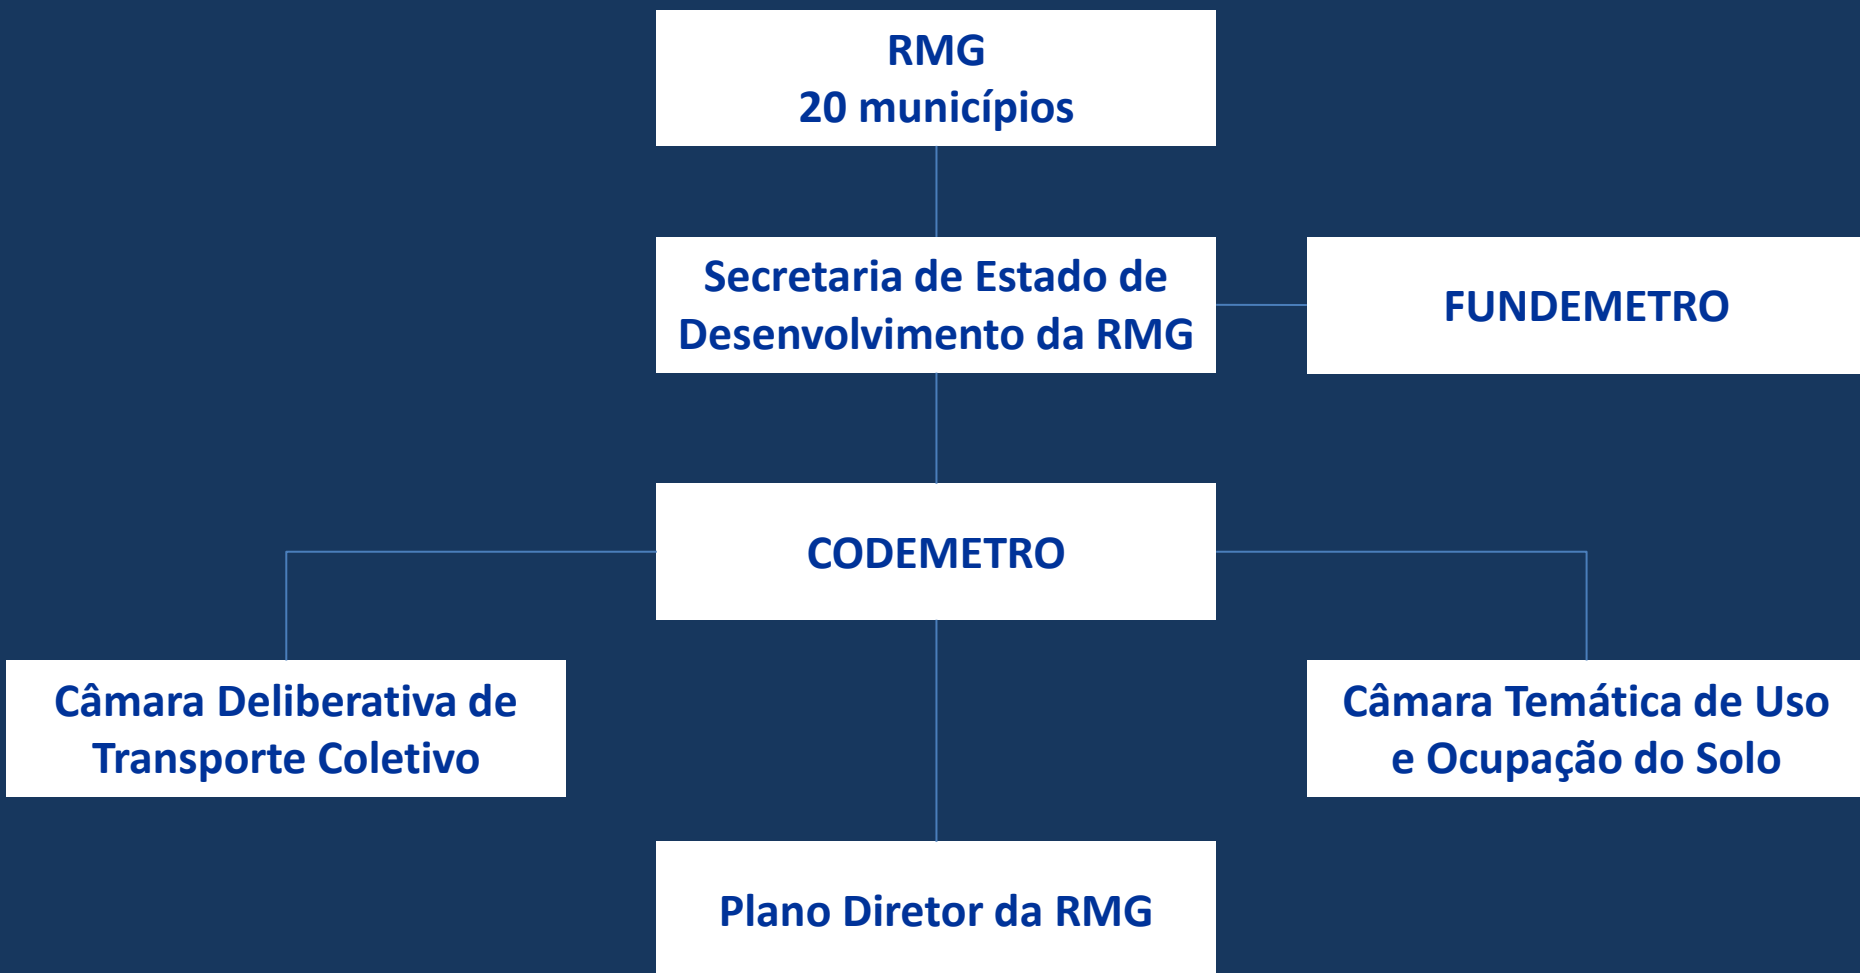 RMG
20 municípios
Secretaria de Estado de
Desenvolvimento da RMG
FUNDEMETRO
CODEMETRO
Câmara Deliberativa de
Transporte Coletivo
Câmara Temática de Uso
e Ocupação do Solo
Plano Diretor da RMG